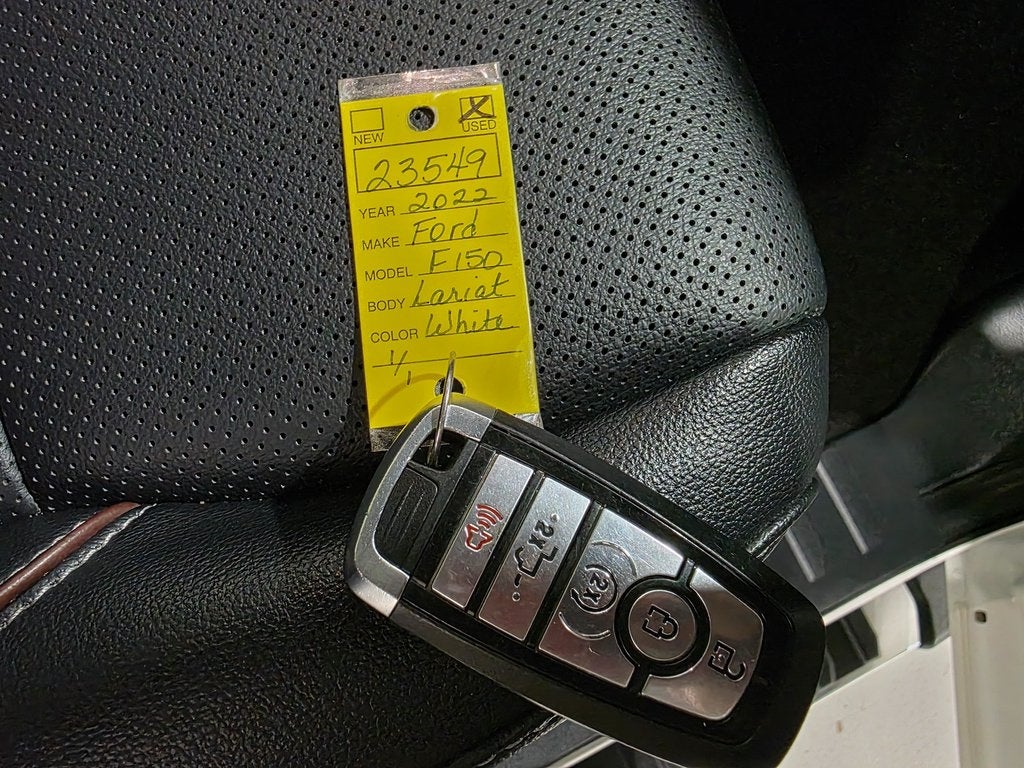 NEW USED
23549
YEAR 2022
MAKE Ford
MODEL F150
BODY Lariat
COLOR White
1/1
2x
2x